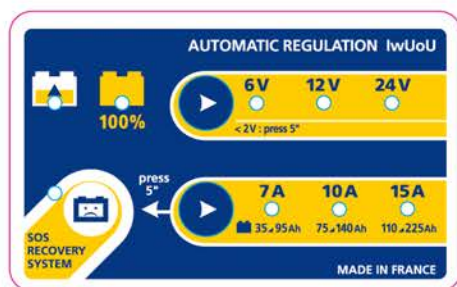 AUTOMATIC REGULATION IwUoU
6V 12V 24V
100%
< 2V : press 5"
press
5"
7A 10A 15A
35 95Ah 75 140Ah 110 225Ah
SOS
RECOVERY
SYSTEM
MADE IN FRANCE